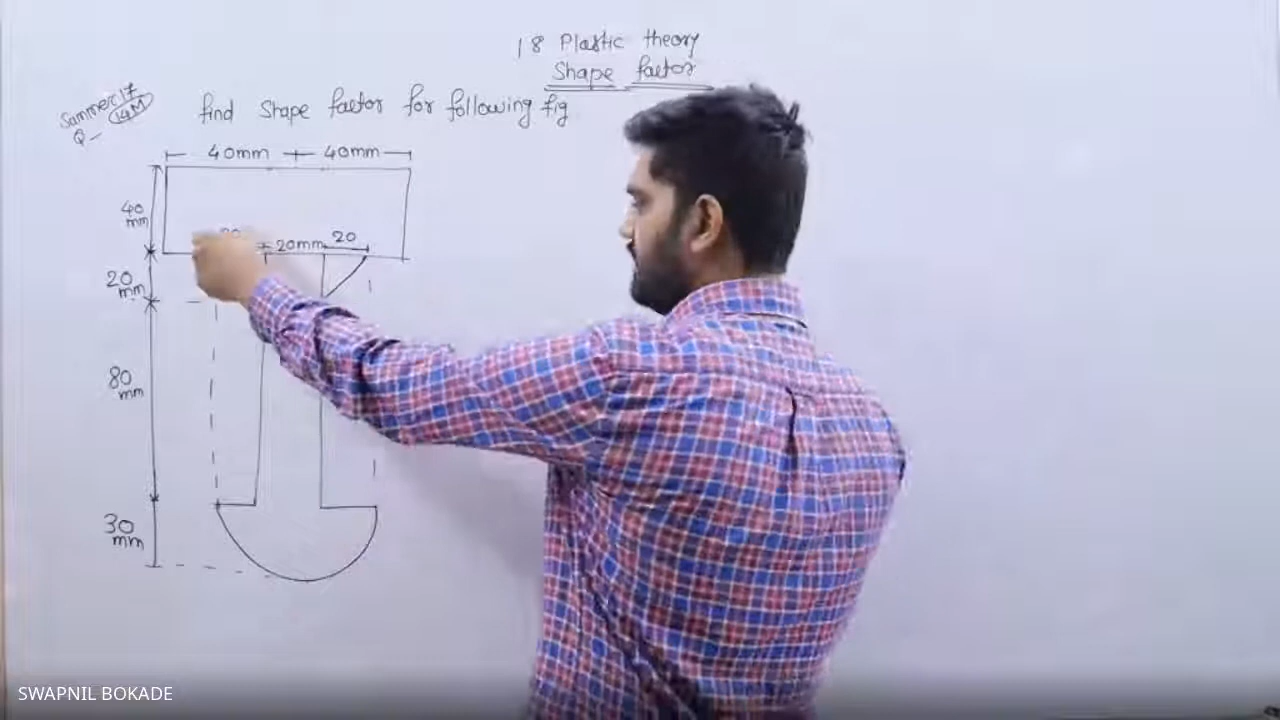 18 Plastic theory
Shape factor
Summer 17
14M
Q- find Shape factor for following fig
40mm 40mm
40
mm
20mm 20
20
mm
80
mm
30
mm
SWAPNIL BOKADE